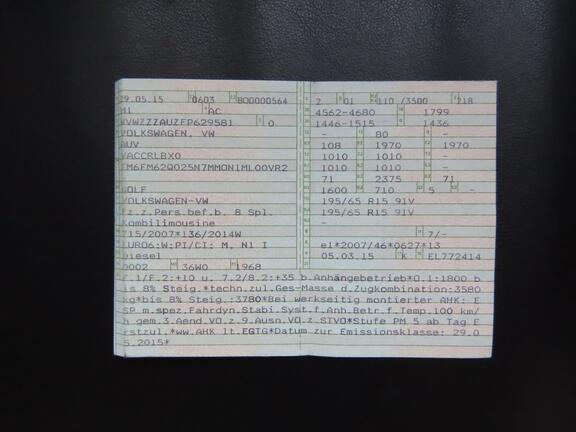 29.05.15 0603 BO0000564 2 01 110 /3500 218
M1 AC 4562-4680 1799
WVWZZZAUZFP629581 0 1446-1515 1436
VOLKSWAGEN, VW - 80 -
AUV 108 1970 1970
VACCRLBX0 1010 1010 -
FM6FM62Q025N7MMON1ML00VR2 1010 1010 -
71 2375 71
GOLF 1600 710 5 -
VOLKSWAGEN-VW 195/65 R15 91V
Fz.z.Pers.bef.b. 8 Spl. 195/65 R15 91V
Kombilimousine -
715/2007*136/2014W 7/-
EURO6;W;PI/CI; M, N1 I e1*2007/46*0627*13
Diesel 05.03.15 k EL772414
0002 36W0 1968
F.1/F.2:+10 u. 7.2/8.2:+35 b.Anhängebetrieb*O.1:1800 b
is 8% Steig.*techn.zul.Ges-Masse d.Zugkombination:3580
kg*bis 8% Steig.:3780*Bei werkseitig montierter AHK: E
SP m.spez.Fahrdyn.Stabi.Syst.f.Anh.Betr.f.Temp.100 km/
h gem.3.Aend.VO.z.9.Ausn.VO.z.STVO*Stufe PM 5 ab Tag E
rstzul.*ww.AHK lt.EGTG*Datum zur Emissionsklasse: 29.0
5.2015*